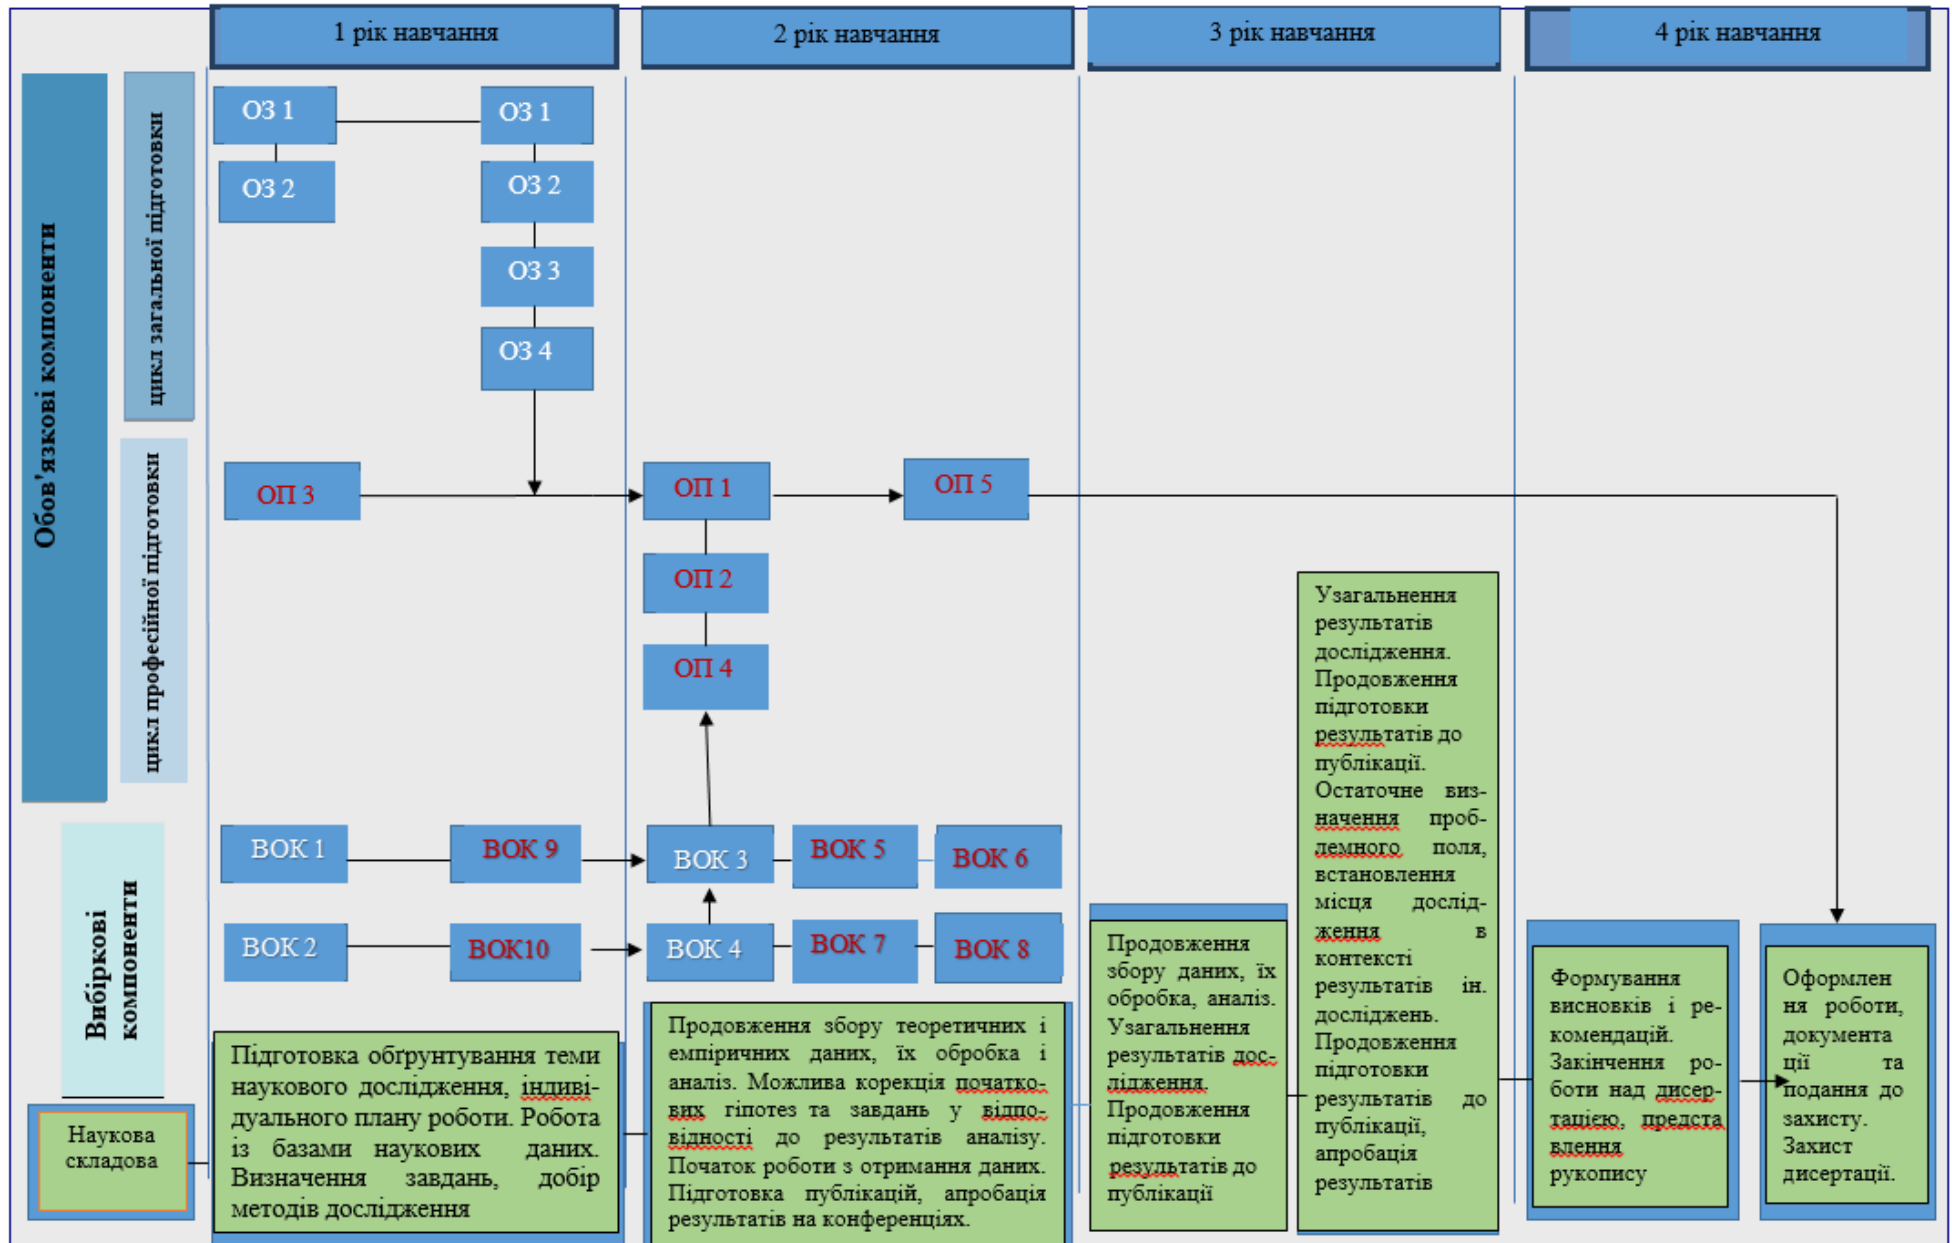 1 рік навчання
2 рік навчання
3 рік навчання
4 рік навчання
Обов'язкові компоненти
цикл загальної підготовки
ОЗ 1
ОЗ 1
ОЗ 2
ОЗ 2
ОЗ 3
ОЗ 4
цикл професійної підготовки
ОП 3
ОП 1
ОП 5
ОП 2
ОП 4
Вибіркові
компоненти
ВОК 1
ВОК 9
ВОК 3
ВОК 5
ВОК 6
ВОК 2
ВОК10
ВОК 4
ВОК 7
ВОК 8
Наукова
складова
Підготовка обґрунтування теми
наукового дослідження, індиві-
дуального плану роботи. Робота
із базами наукових даних.
Визначення завдань, добір
методів дослідження
Продовження збору теоретичних і
емпіричних даних, їх обробка і
аналіз. Можлива корекція початко-
вих гіпотез та завдань у відпо-
відності до результатів аналізу.
Початок роботи з отримання даних.
Підготовка публікацій, апробація
результатів на конференціях.
Продовження
збору даних, їх
обробка, аналіз.
Узагальнення
результатів дос-
лідження.
Продовження
підготовки
результатів до
публікації
Узагальнення
результатів
дослідження.
Продовження
підготовки
результатів до
публікації.
Остаточне виз-
начення проб-
лемного поля,
встановлення
місця дослід-
ження в
контексті
результатів ін.
досліджень.
Продовження
підготовки
результатів до
публікації,
апробація
результатів
Формування
висновків і ре-
комендацій.
Закінчення ро-
боти над дисер-
тацією, предста
влення
рукопису
Оформлен
ня роботи,
документа
ції та
подання до
захисту.
Захист
дисертації.